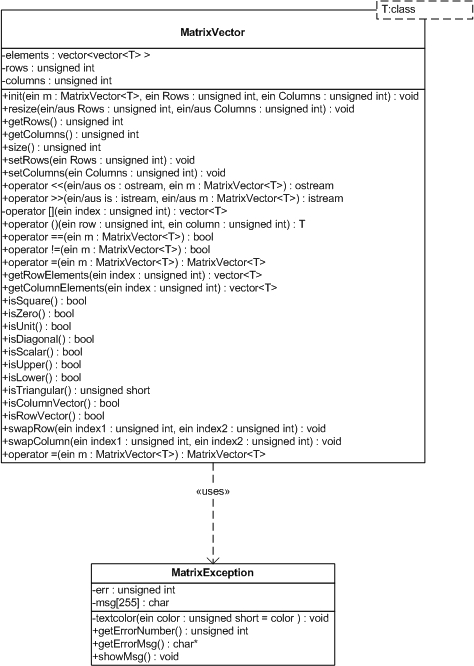 T:class
MatrixVector
-elements : vector<vector<T> >
-rows : unsigned int
-columns : unsigned int
+init(ein m : MatrixVector<T>, ein Rows : unsigned int, ein Columns : unsigned int) : void
+resize(ein/aus Rows : unsigned int, ein/aus Columns : unsigned int) : void
+getRows() : unsigned int
+getColumns() : unsigned int
+size() : unsigned int
+setRows(ein Rows : unsigned int) : void
+setColumns(ein Columns : unsigned int) : void
+operator <<(ein/aus os : ostream, ein m : MatrixVector<T>) : ostream
+operator >>(ein/aus is : istream, ein/aus m : MatrixVector<T>) : istream
-operator [](ein index : unsigned int) : vector<T>
+operator ()(ein row : unsigned int, ein column : unsigned int) : T
+operator ==(ein m : MatrixVector<T>) : bool
+operator !=(ein m : MatrixVector<T>) : bool
+operator =(ein m : MatrixVector<T>) : MatrixVector<T>
+getRowElements(ein index : unsigned int) : vector<T>
+getColumnElements(ein index : unsigned int) : vector<T>
+isSquare() : bool
+isZero() : bool
+isUnit() : bool
+isDiagonal() : bool
+isScalar() : bool
+isUpper() : bool
+isLower() : bool
+isTriangular() : unsigned short
+isColumnVector() : bool
+isRowVector() : bool
+swapRow(ein index1 : unsigned int, ein index2 : unsigned int) : void
+swapColumn(ein index1 : unsigned int, ein index2 : unsigned int) : void
+operator =(ein m : MatrixVector<T>) : MatrixVector<T>
«uses»
MatrixException
-err : unsigned int
-msg[255] : char
-textcolor(ein color : unsigned short = color ) : void
+getErrorNumber() : unsigned int
+getErrorMsg() : char*
+showMsg() : void